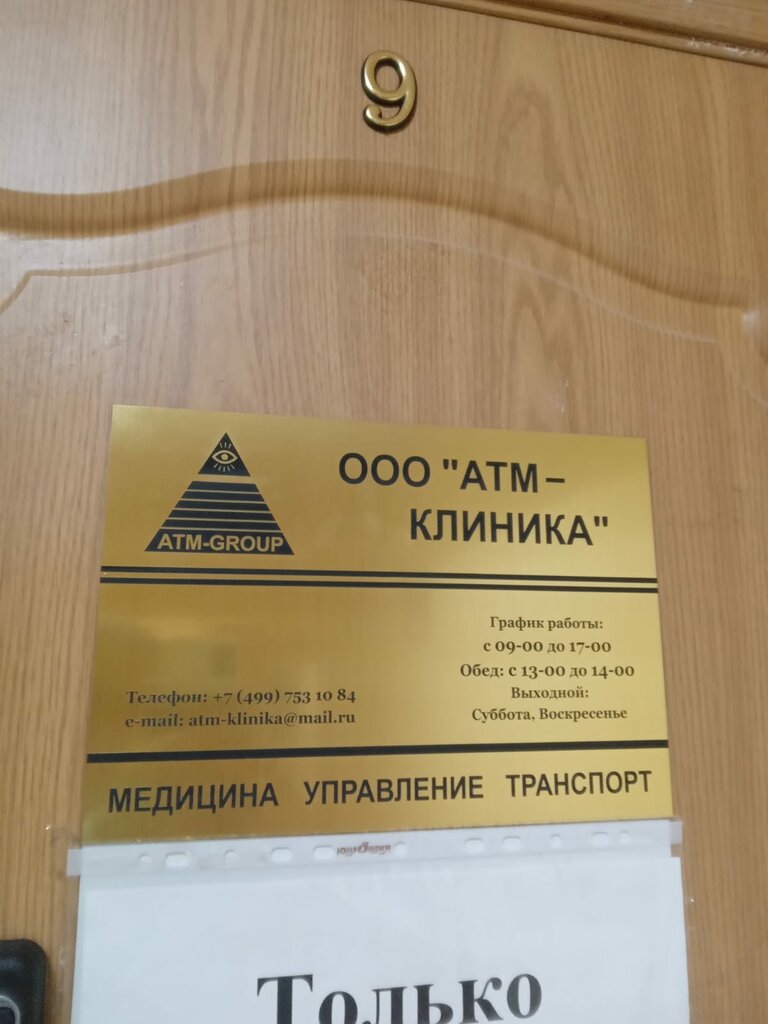 9
ООО "АТМ–
КЛИНИКА"
ATM-GROUP
График работы:
с 09-00 до 17-00
Обед: с 13-00 до 14-00
Выходной:
Суббота, Воскресенье
Телефон: +7 (499) 753 10 84
e-mail: atm-klinika@mail.ru
МЕДИЦИНА УПРАВЛЕНИЕ ТРАНСПОРТ
Только